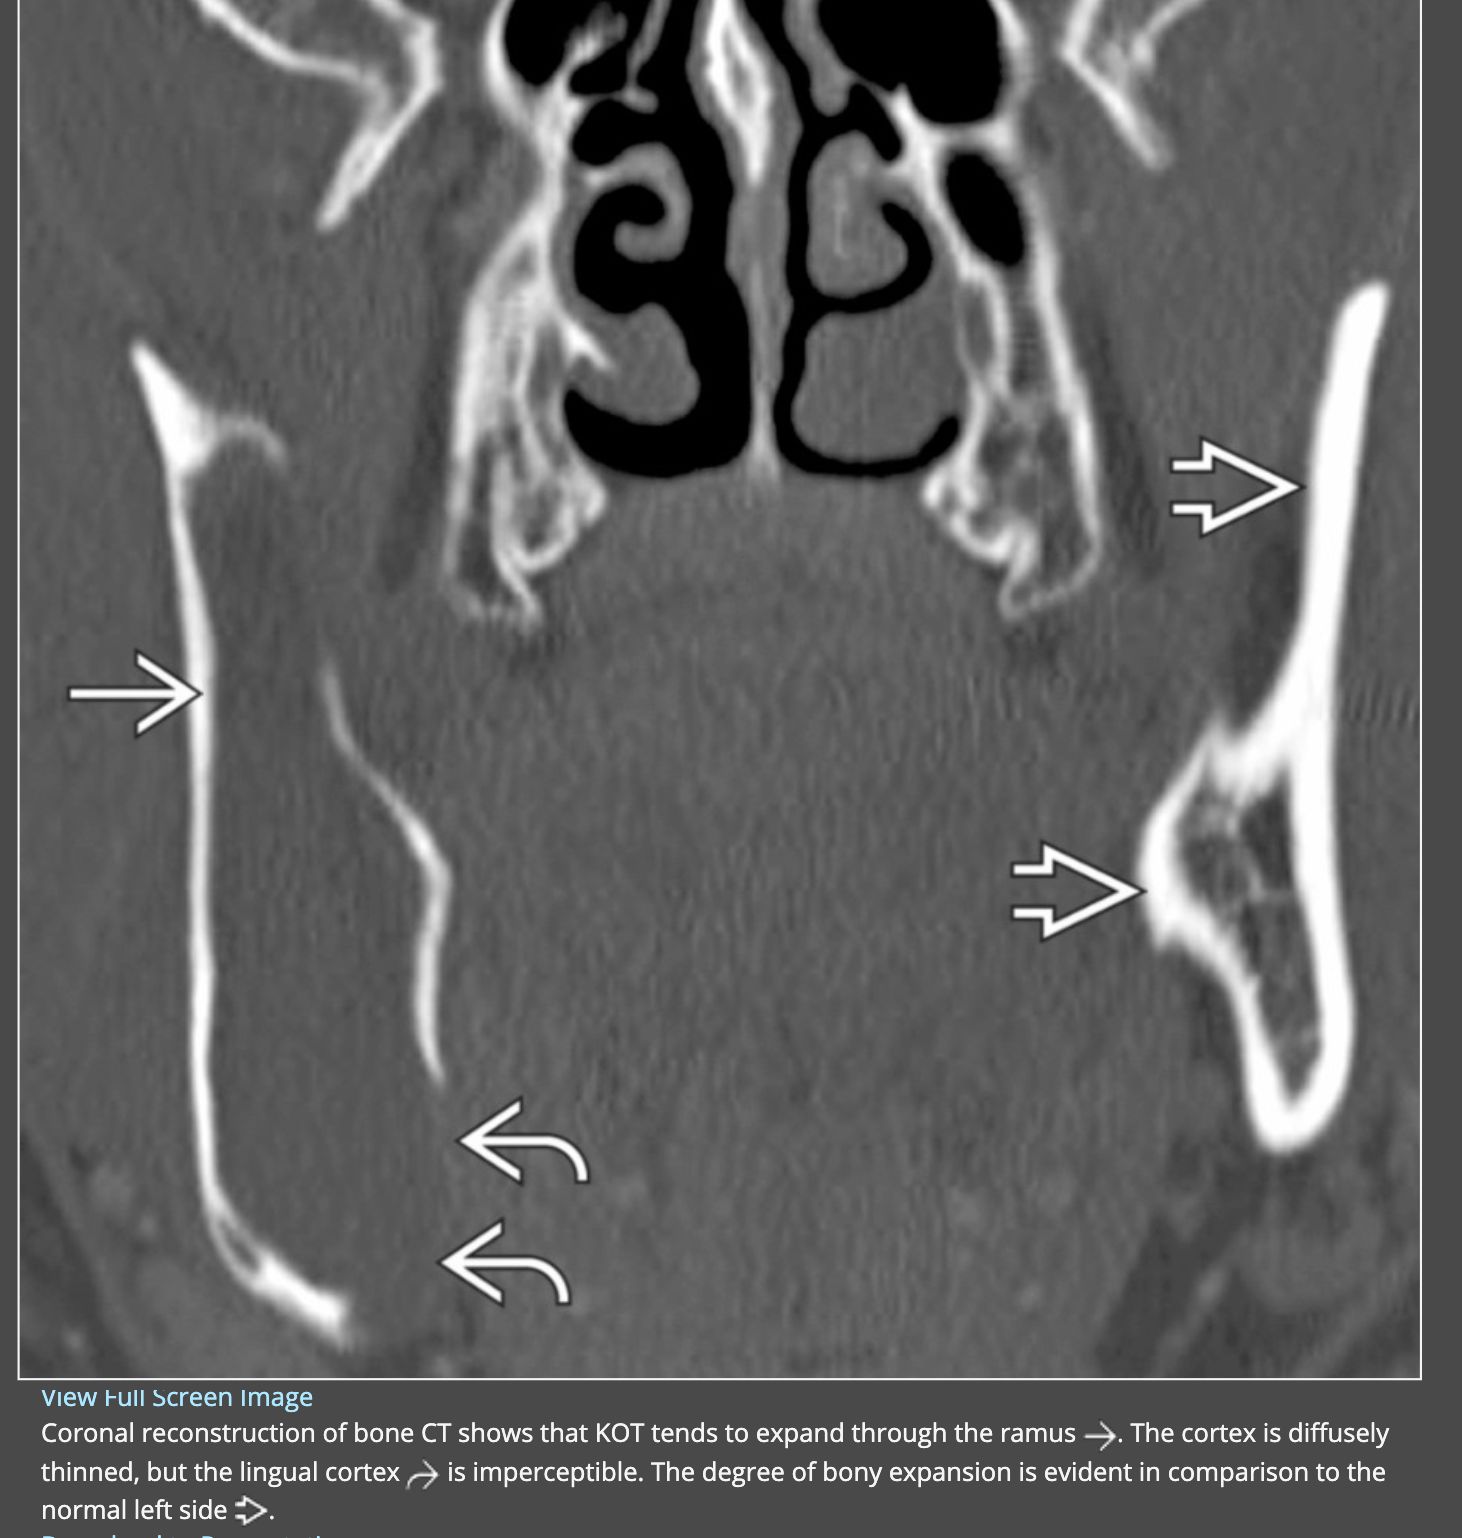 View Full Screen Image
Coronal reconstruction of bone CT shows that KOT tends to expand through the ramus →. The cortex is diffusely
thinned, but the lingual cortex ↷ is imperceptible. The degree of bony expansion is evident in comparison to the
normal left side ⇨.